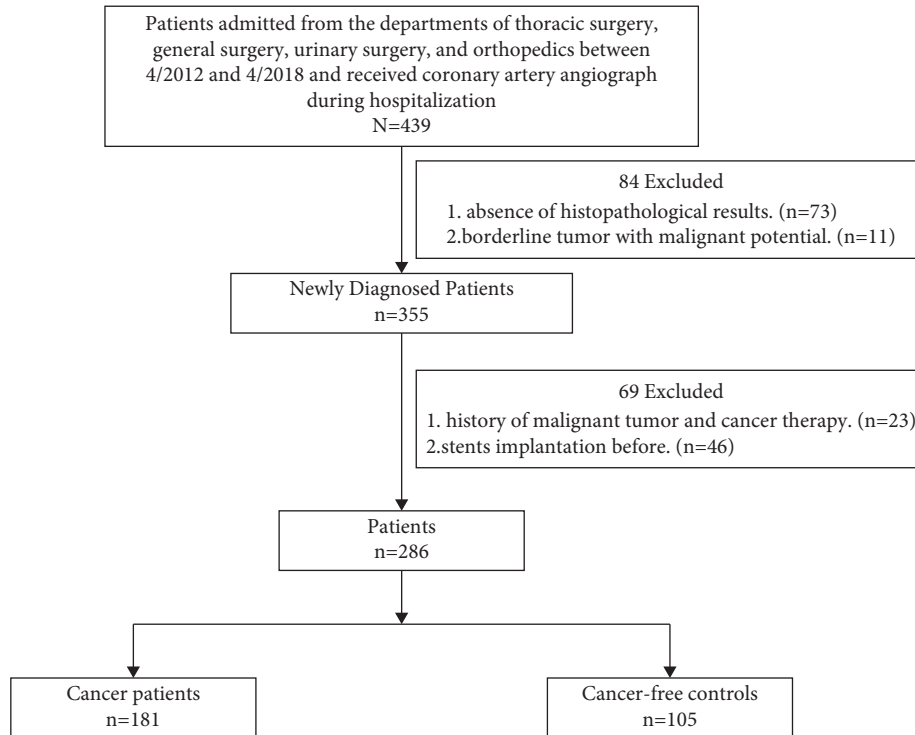 Patients admitted from the departments of thoracic surgery,
general surgery, urinary surgery, and orthopedics between
4/2012 and 4/2018 and received coronary artery angiograph
during hospitalization
N=439
84 Excluded
1. absence of histopathological results. (n=73)
2.borderline tumor with malignant potential. (n=11)
Newly Diagnosed Patients
n=355
69 Excluded
1. history of malignant tumor and cancer therapy. (n=23)
2.stents implantation before. (n=46)
Patients
n=286
Cancer patients
n=181
Cancer-free controls
n=105